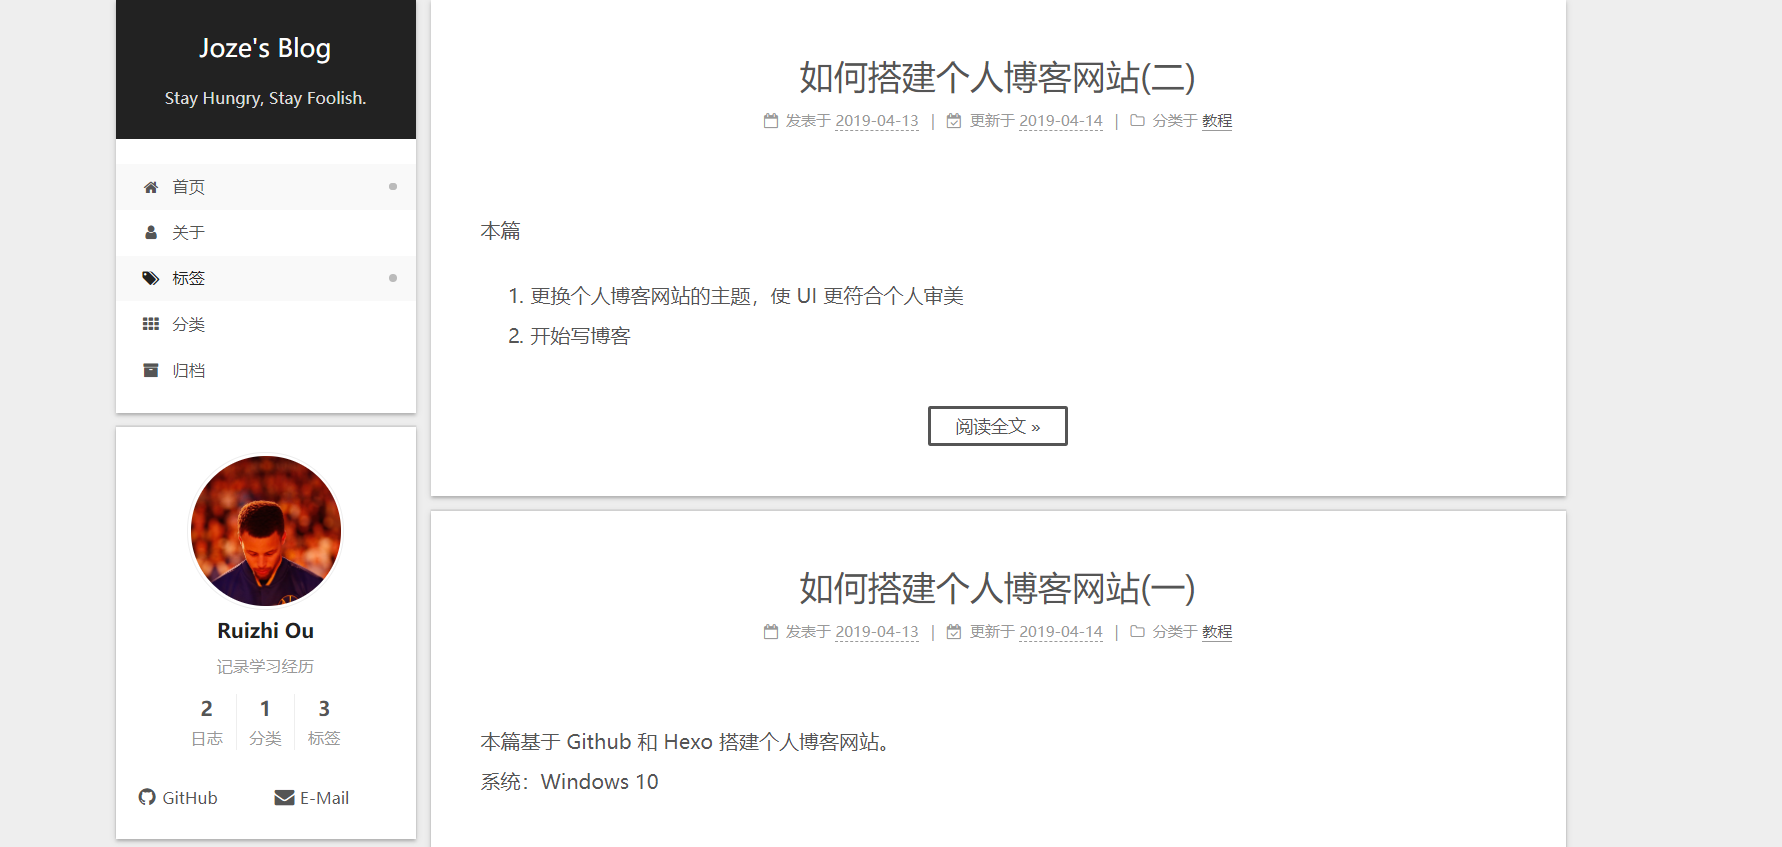 Joze's Blog
Stay Hungry, Stay Foolish.
首页
关于
标签
分类
归档
Ruizhi Ou
记录学习经历
2 1 3
日志 分类 标签
GitHub E-Mail
如何搭建个人博客网站(二)
发表于 2019-04-13 | 更新于 2019-04-14 | 分类于 教程
本篇
1. 更换个人博客网站的主题，使 UI 更符合个人审美
2. 开始写博客
阅读全文 »
如何搭建个人博客网站(一)
发表于 2019-04-13 | 更新于 2019-04-14 | 分类于 教程
本篇基于 Github 和 Hexo 搭建个人博客网站。
系统：Windows 10